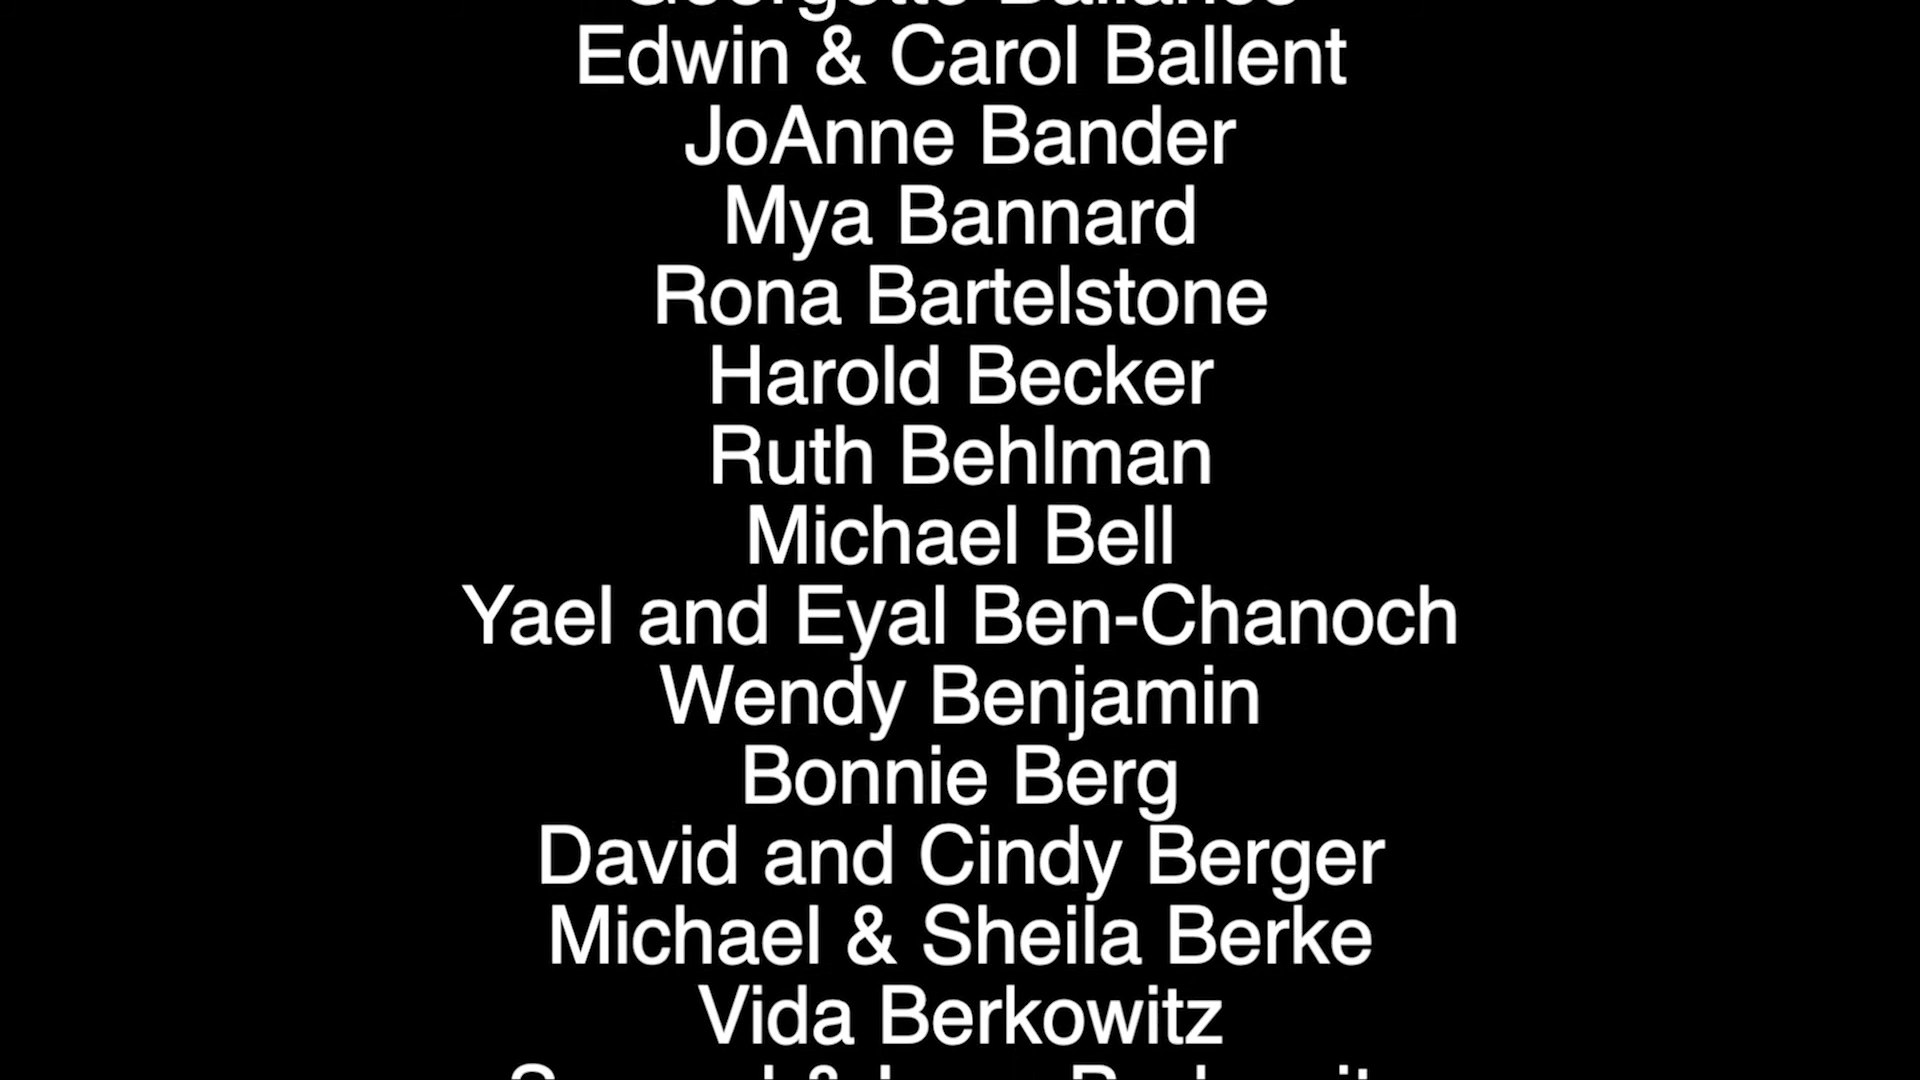 Edwin & Carol Ballent
JoAnne Bander
Mya Bannard
Rona Bartelstone
Harold Becker
Ruth Behlman
Michael Bell
Yael and Eyal Ben-Chanoch
Wendy Benjamin
Bonnie Berg
David and Cindy Berger
Michael & Sheila Berke
Vida Berkowitz